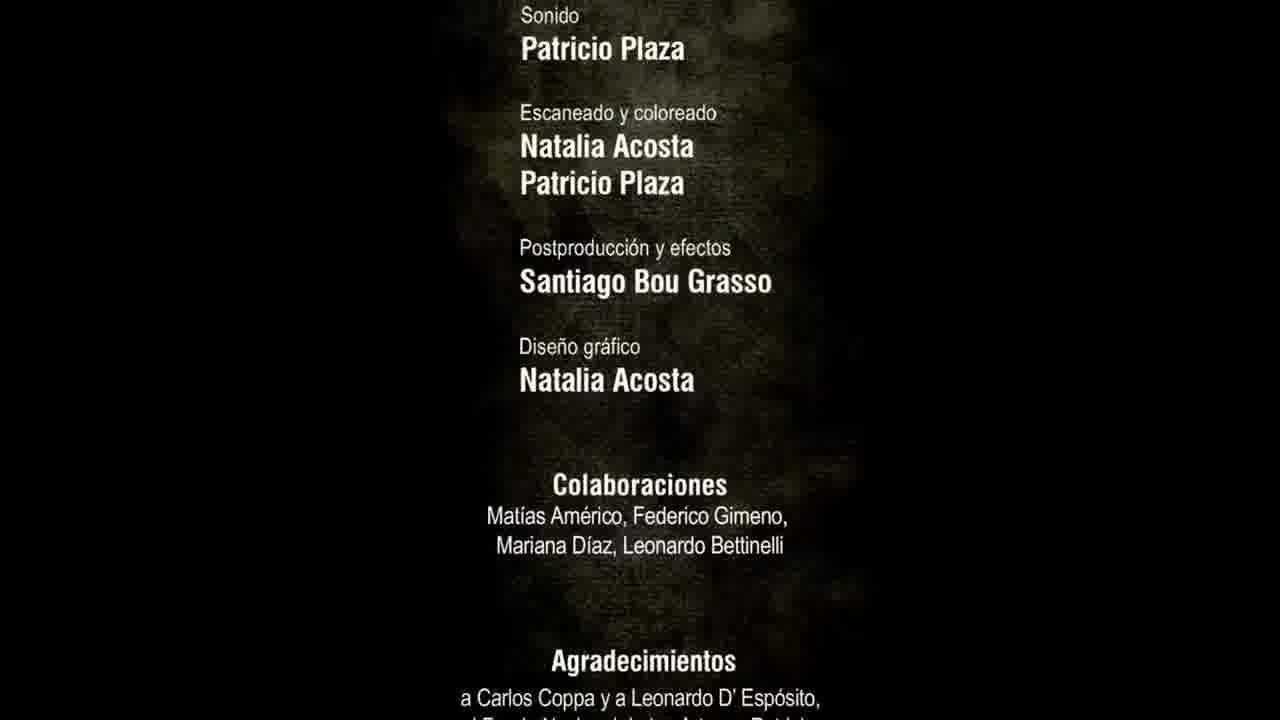 Sonido
Patricio Plaza
Escaneado y coloreado
Natalia Acosta
Patricio Plaza
Postproducción y efectos
Santiago Bou Grasso
Diseño gráfico
Natalia Acosta
Colaboraciones
Matías Américo, Federico Gimeno,
Mariana Díaz, Leonardo Bettinelli
Agradecimientos
a Carlos Coppa y a Leonardo D' Espósito,